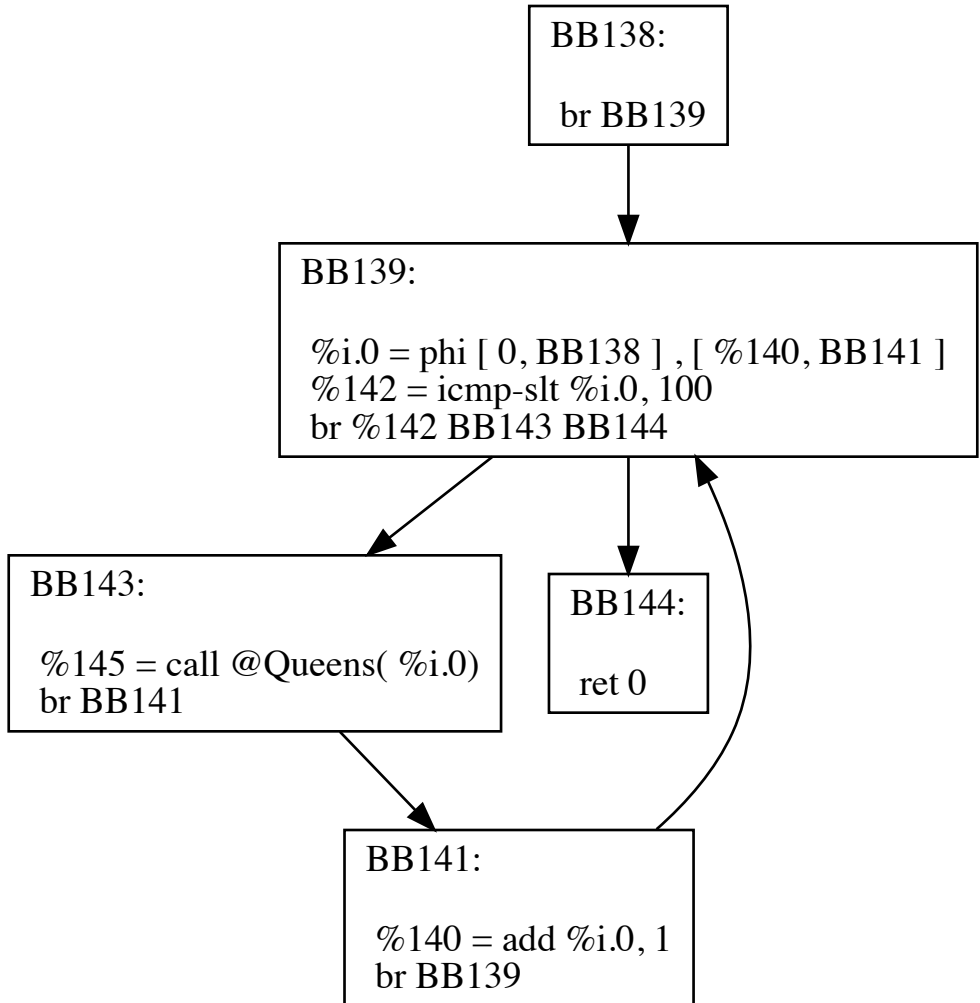 BB138:
br BB139
BB139:
%i.0 = phi [ 0, BB138 ] , [ %140, BB141 ]
%142 = icmp-slt %i.0, 100
br %142 BB143 BB144
BB143:
%145 = call @Queens( %i.0)
br BB141
BB144:
ret 0
BB141:
%140 = add %i.0, 1
br BB139